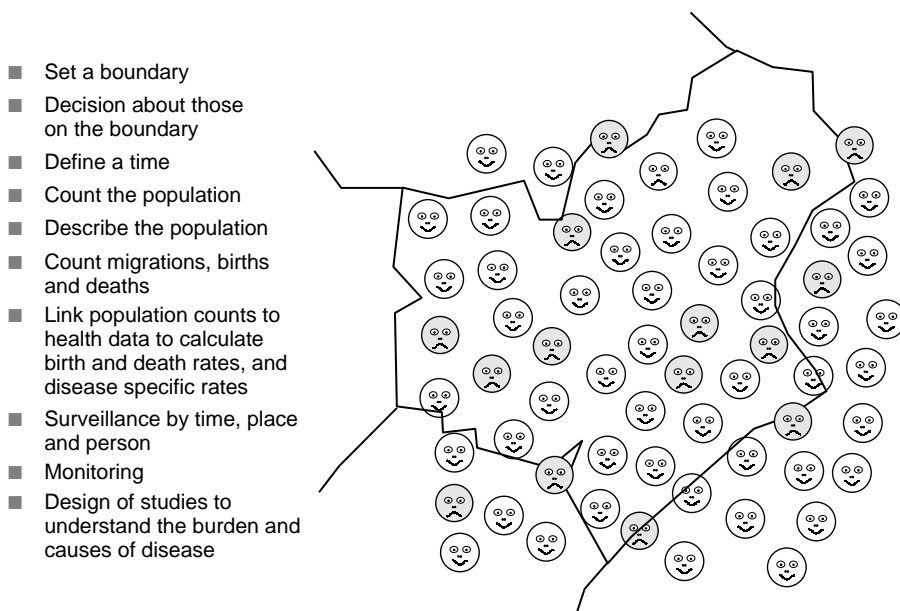 Set a boundary
Decision about those
on the boundary
Define a time
Count the population
Describe the population
Count migrations, births
and deaths
Link population counts to
health data to calculate
birth and death rates, and
disease specific rates
Surveillance by time, place
and person
Monitoring
Design of studies to
understand the burden and
causes of disease